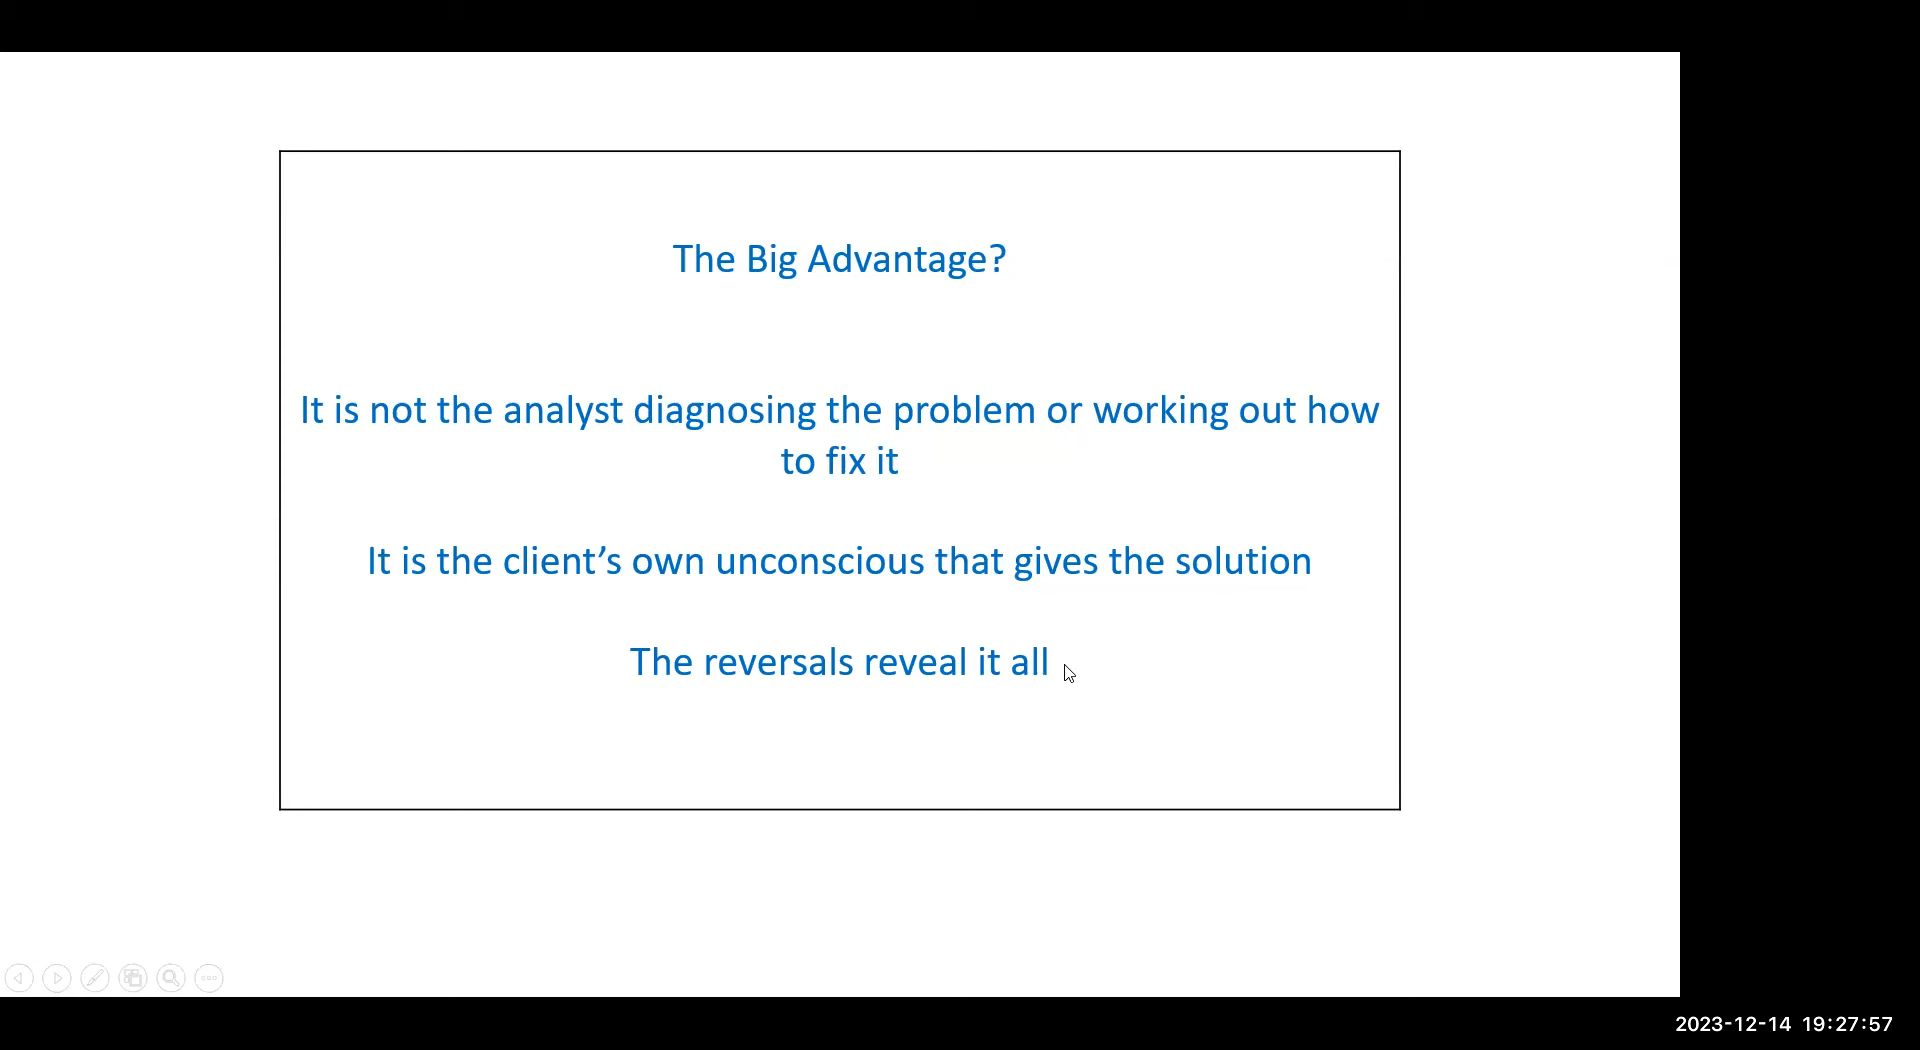 The Big Advantage?
It is not the analyst diagnosing the problem or working out how
to fix it
It is the client’s own unconscious that gives the solution
The reversals reveal it all
2023-12-14 19:27:57